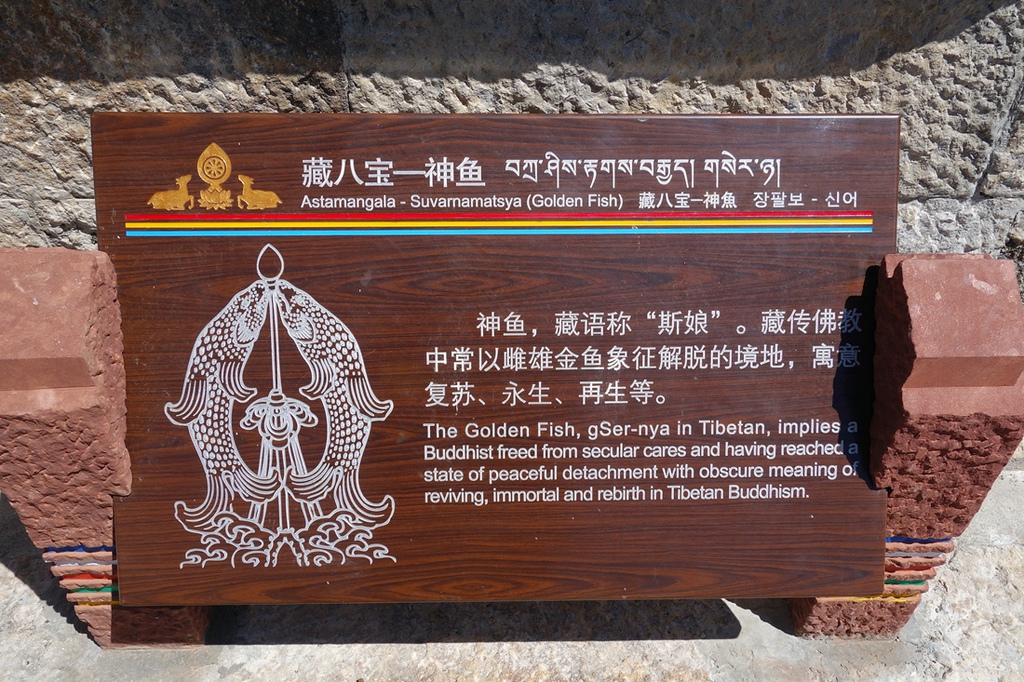 藏八宝—神鱼 བཀྲ་ཤིས་རྟགས་བརྒྱད། གསེར་ཉ།
Astamangala - Suvarnamatsya (Golden Fish) 藏八宝—神魚 장팔보 - 신어
神鱼，藏语称“斯娘”。藏传佛教
中常以雌雄金鱼象征解脱的境地，寓意
复苏、永生、再生等。
The Golden Fish, gSer-nya in Tibetan, implies a
Buddhist freed from secular cares and having reached a
state of peaceful detachment with obscure meaning of
reviving, immortal and rebirth in Tibetan Buddhism.